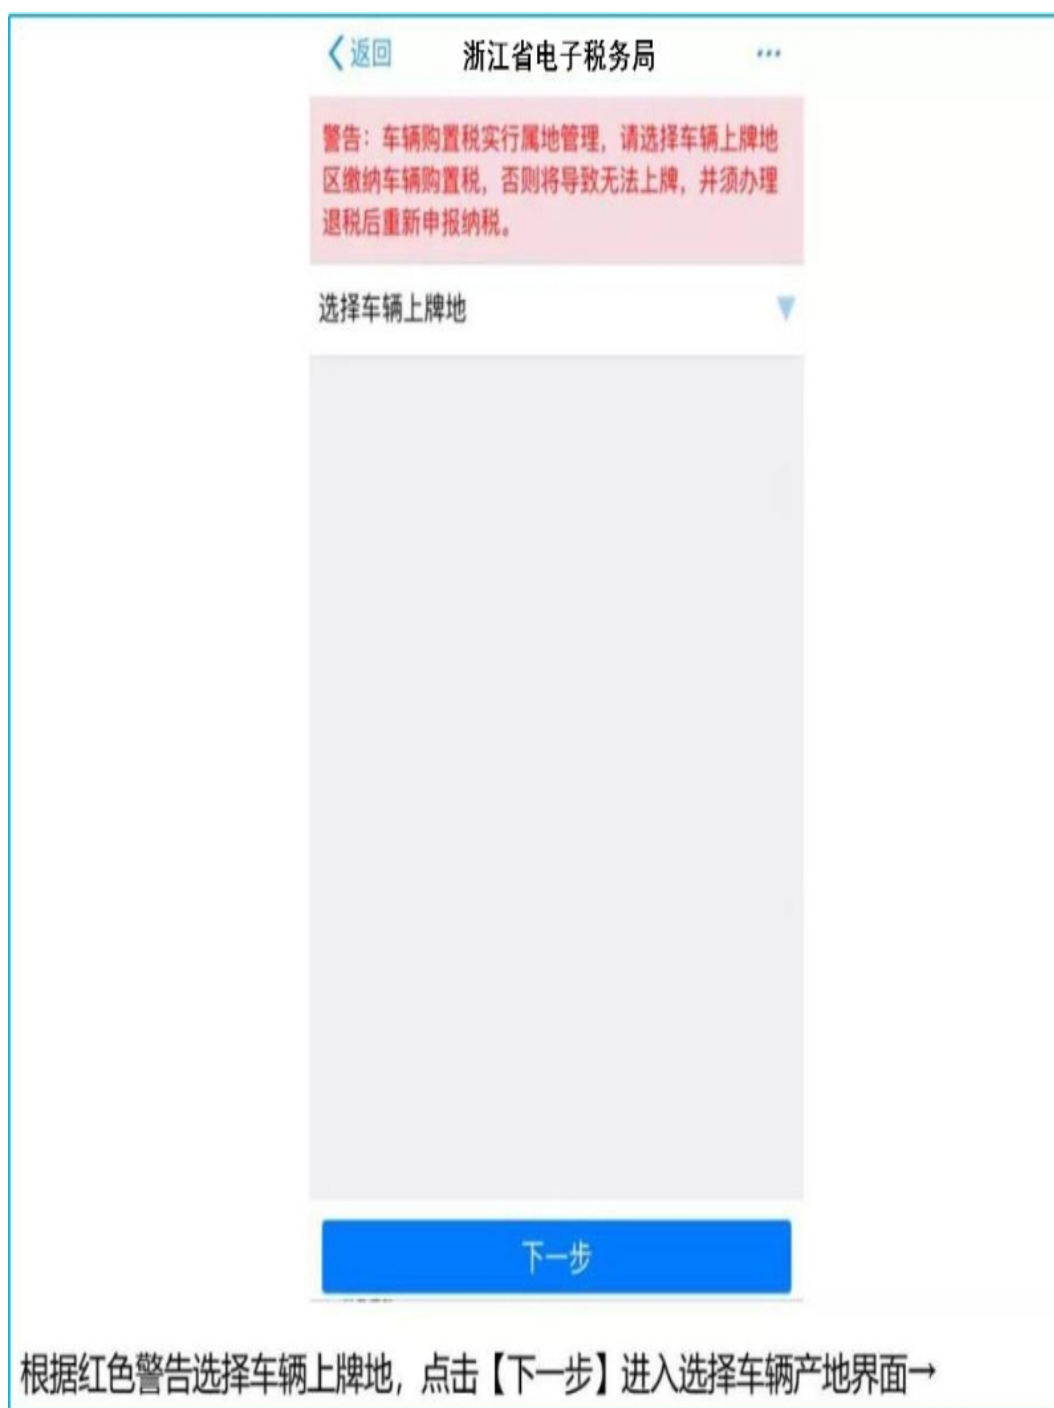 返回 浙江省电子税务局 ...
警告：车辆购置税实行属地管理，请选择车辆上牌地
区缴纳车辆购置税，否则将导致无法上牌，并须办理
退税后重新申报纳税。
选择车辆上牌地
下一步
根据红色警告选择车辆上牌地，点击【下一步】进入选择车辆产地界面→